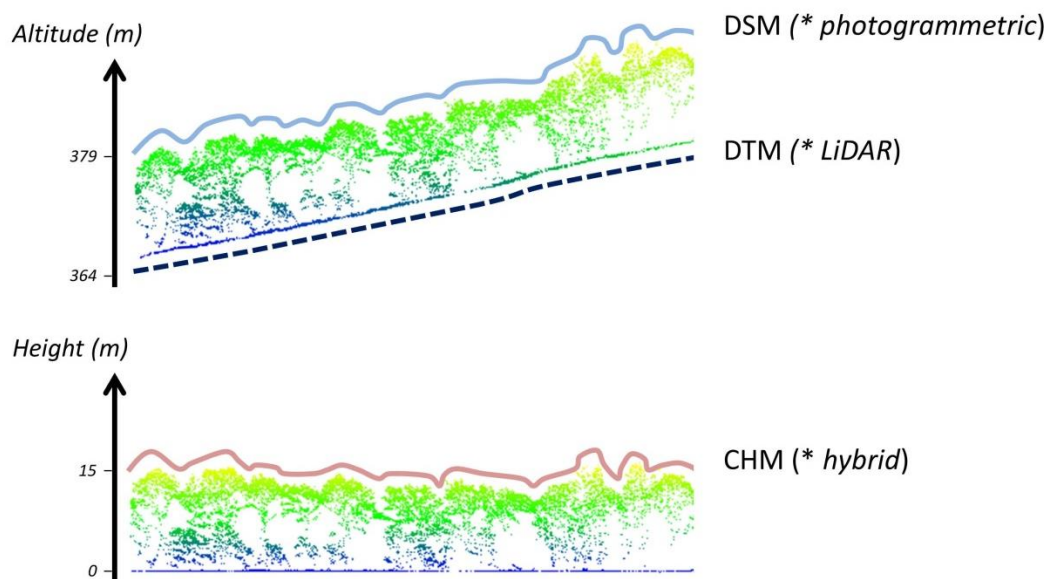 Altitude (m)
DSM (* photogrammetric)
379
DTM (* LiDAR)
364
Height (m)
15
CHM (* hybrid)
0